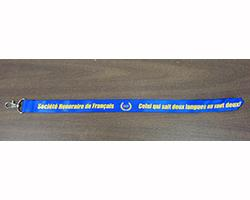 Société Honoraire de Français
Celui qui sait deux langues en vaut deux!